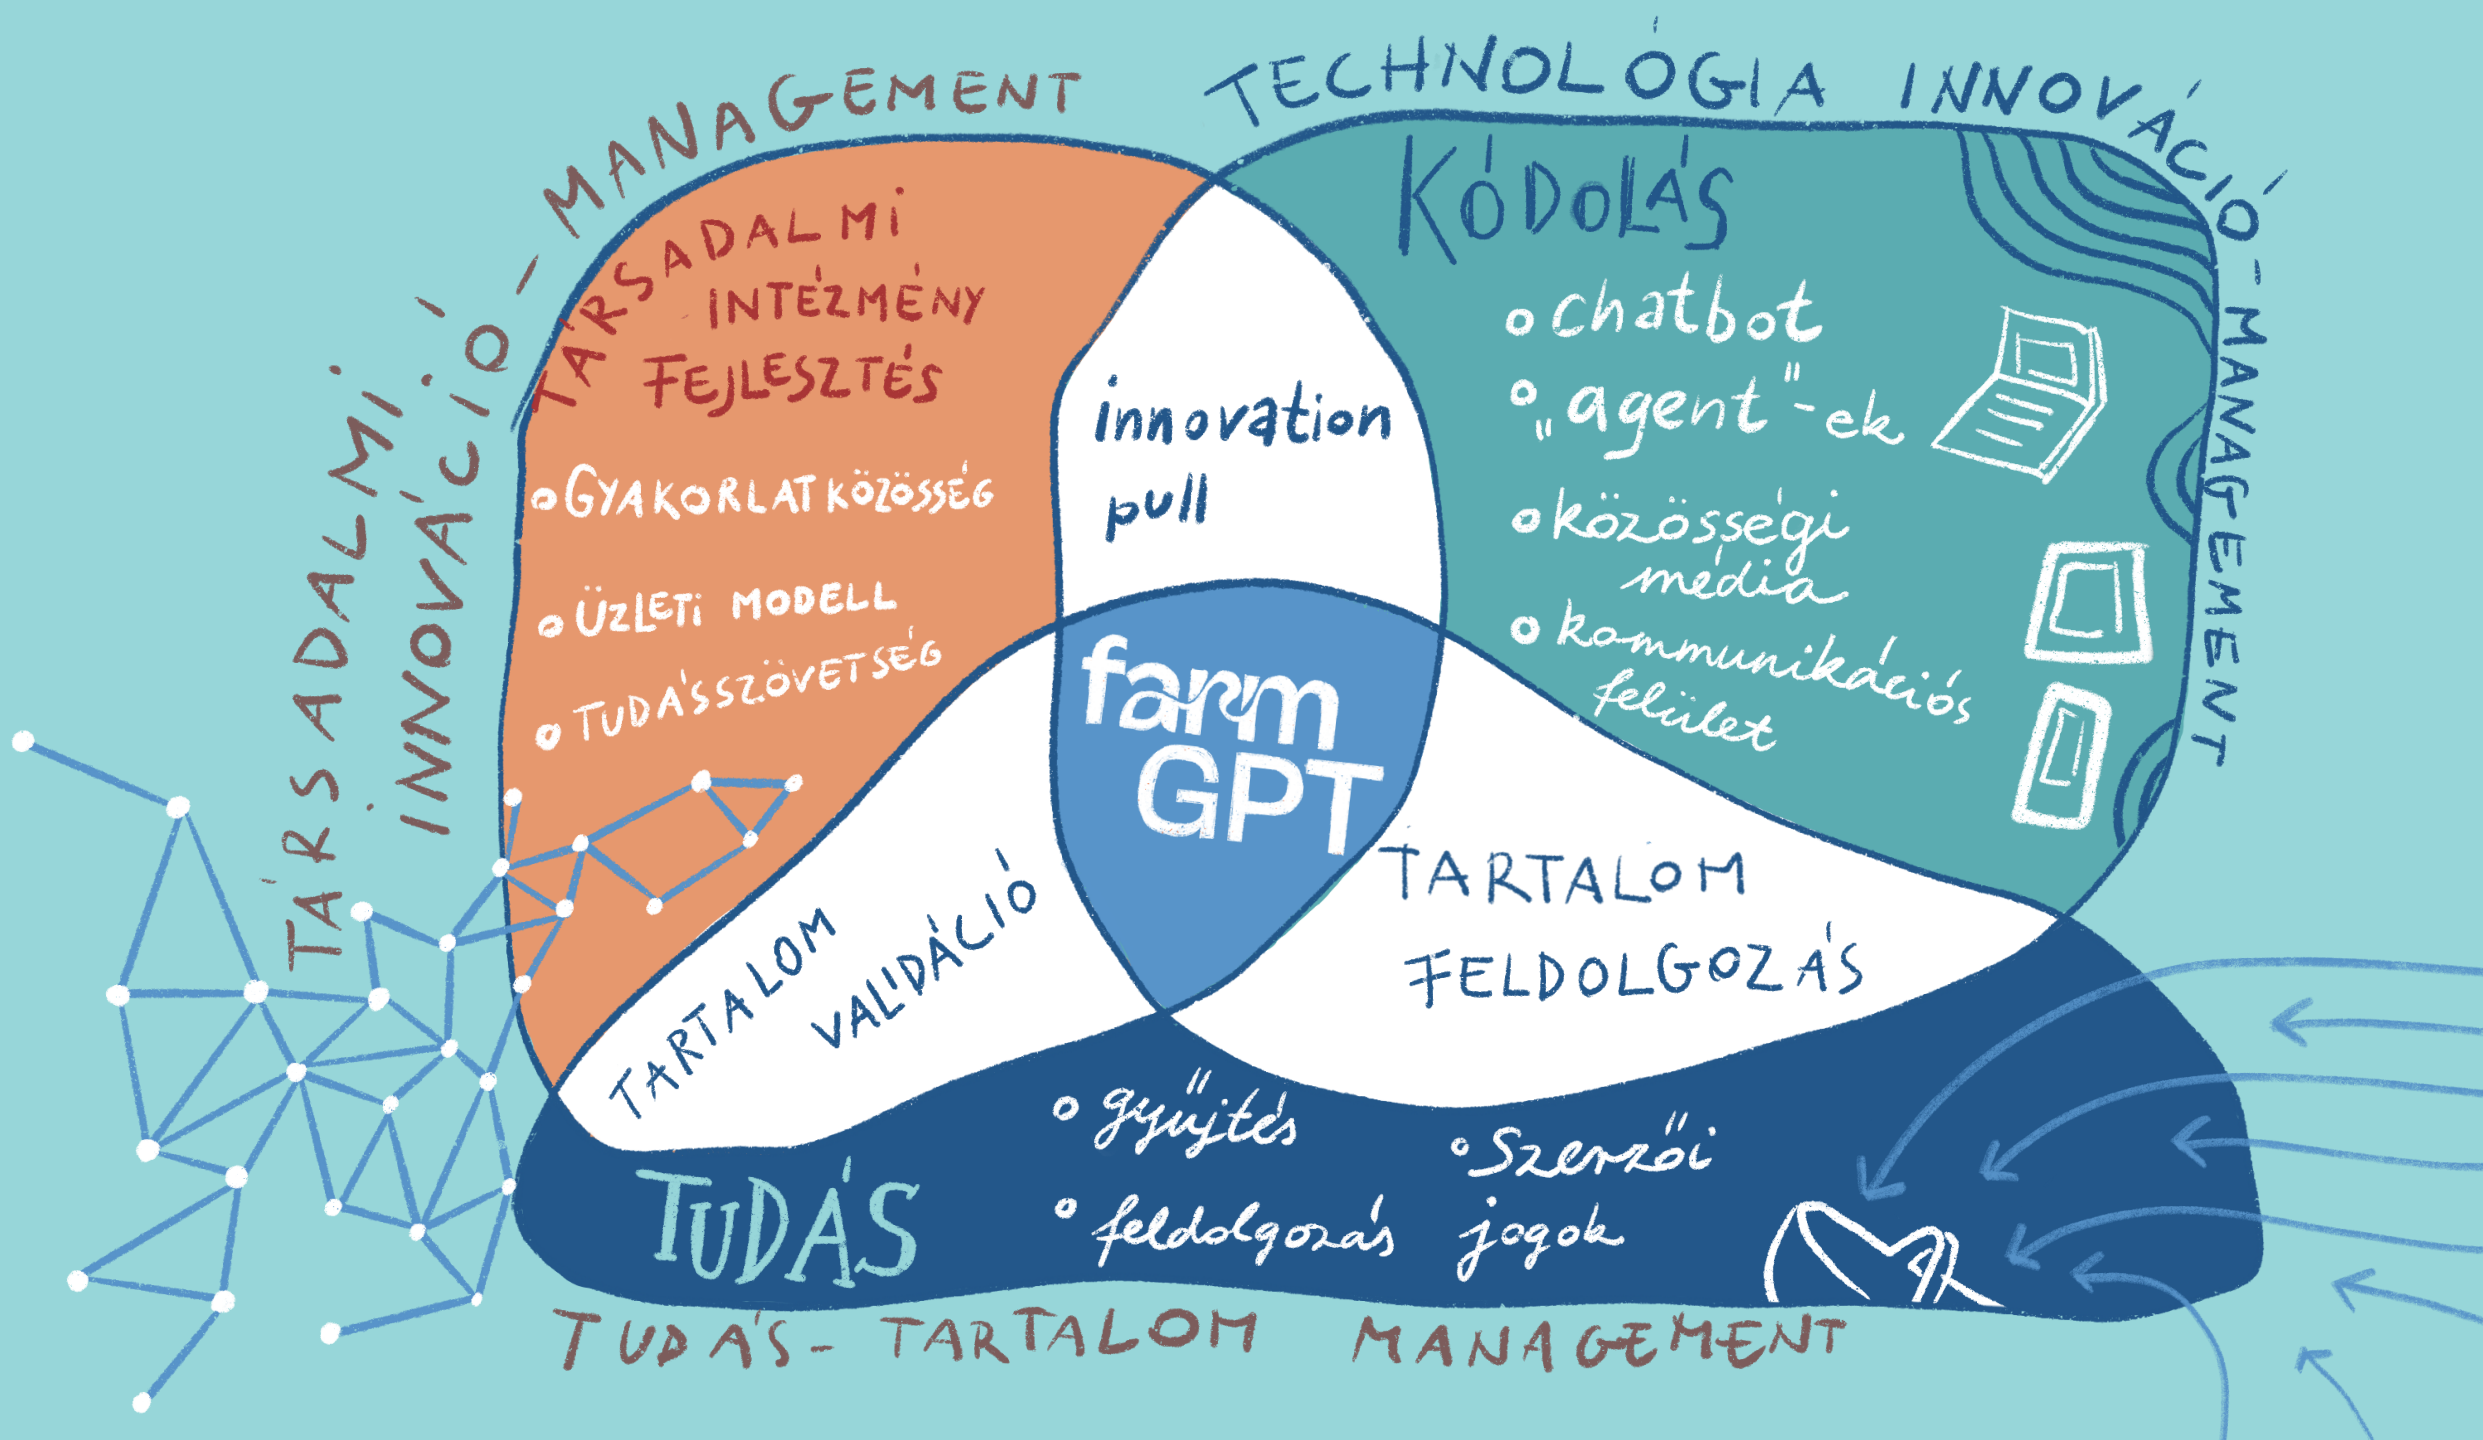 TÁRSADALMI
INNOVÁCIÓ-MANAGEMENT
TECHNOLÓGIA INNOVÁCIÓ-MANAGEMENT
TÁRSADALMI
INTÉZMÉNY
FEJLESZTÉS
GYAKORLATKÖZÖSSÉG
ÜZLETI MODELL
TUDÁSSZÖVETSÉG
innovation
pull
KÓDOLÁS
chatbot
„agent"-ek
közösségi
média
kommunikációs
felület
farm
GPT
TARTALOM
VALIDÁCIÓ
TARTALOM
FELDOLGOZÁS
TUDÁS
gyűjtés
feldolgozás
Szerzői
jogok
TUDÁS-TARTALOM MANAGEMENT